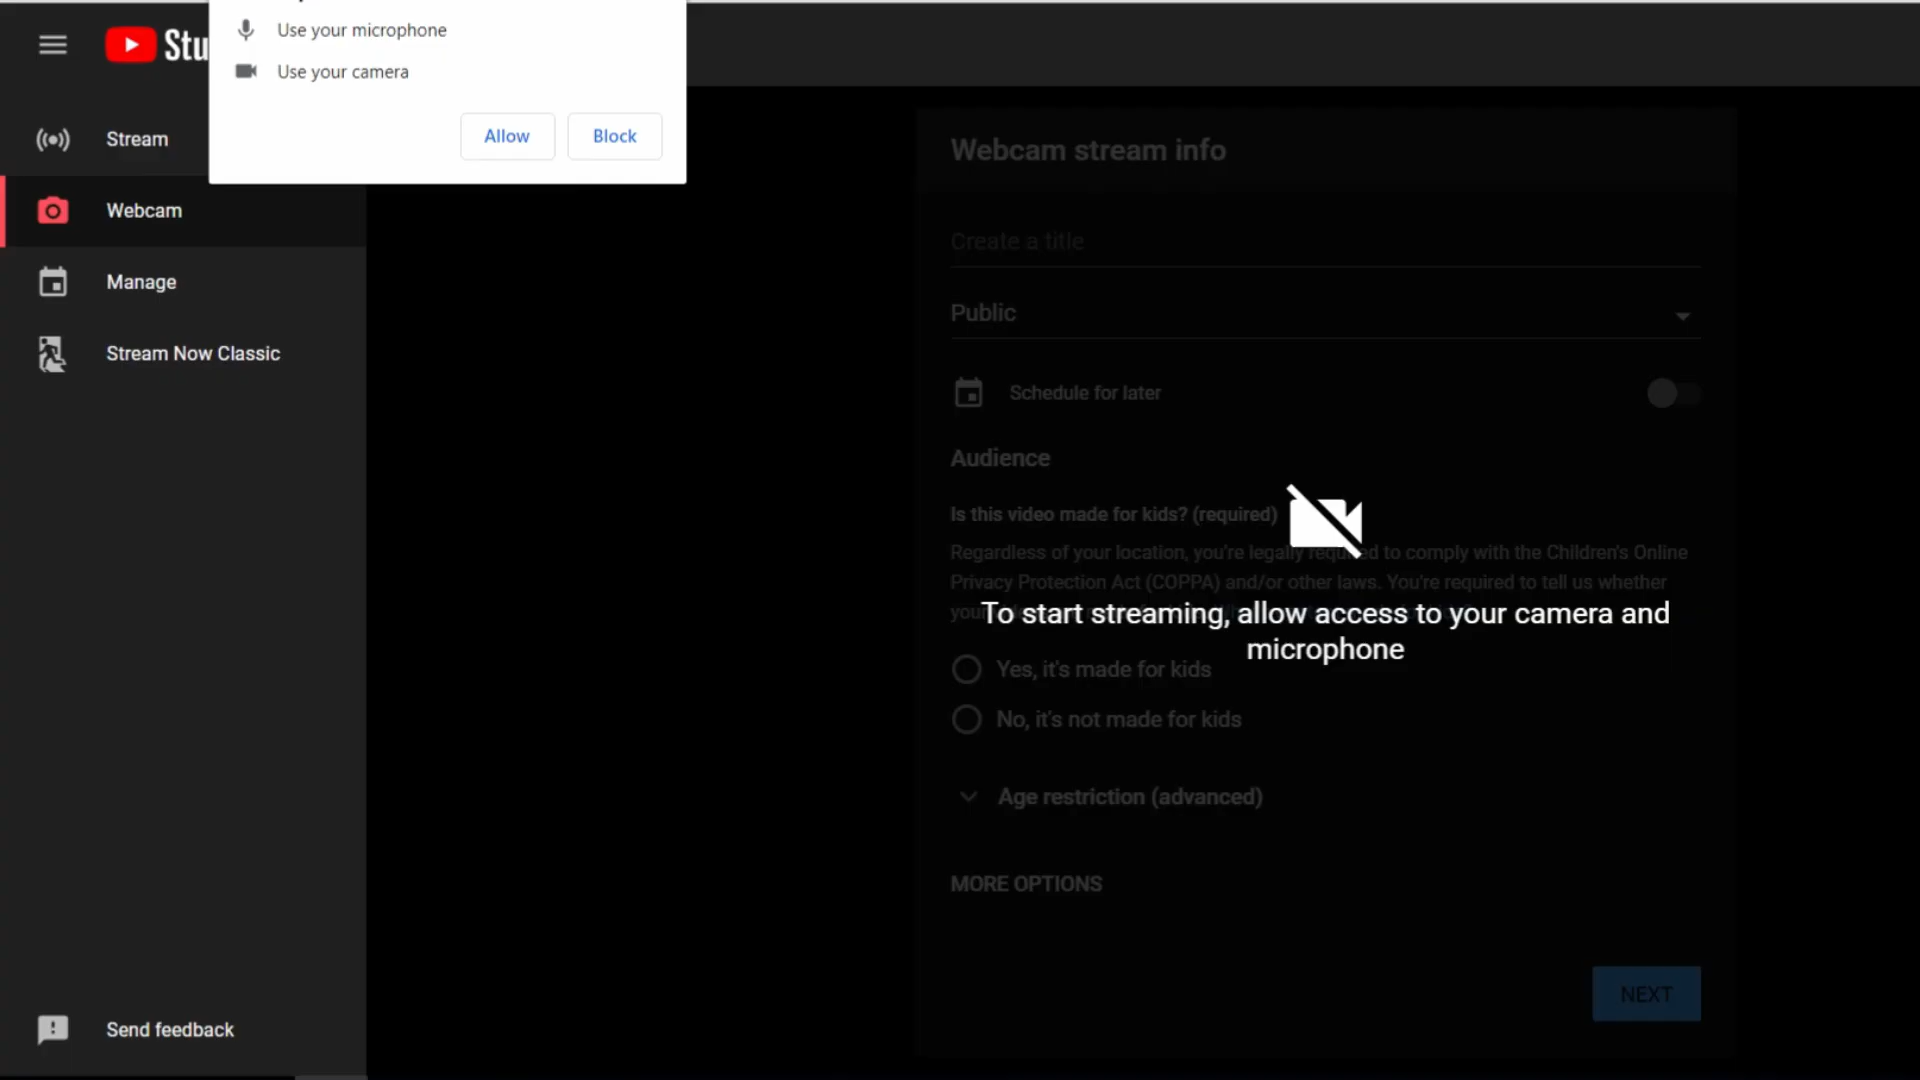 Use your microphone
Use your camera
Allow
Block
Stream
Webcam
Manage
Stream Now Classic
Send feedback
Webcam stream info
Create a title
Public
Schedule for later
Audience
Is this video made for kids? (required)
Regardless of your location, you're legally required to comply with the Children's Online
Privacy Protection Act (COPPA) and/or other laws. You're required to tell us whether
To start streaming, allow access to your camera and
microphone
Yes, it's made for kids
No, it's not made for kids
Age restriction (advanced)
MORE OPTIONS
NEXT